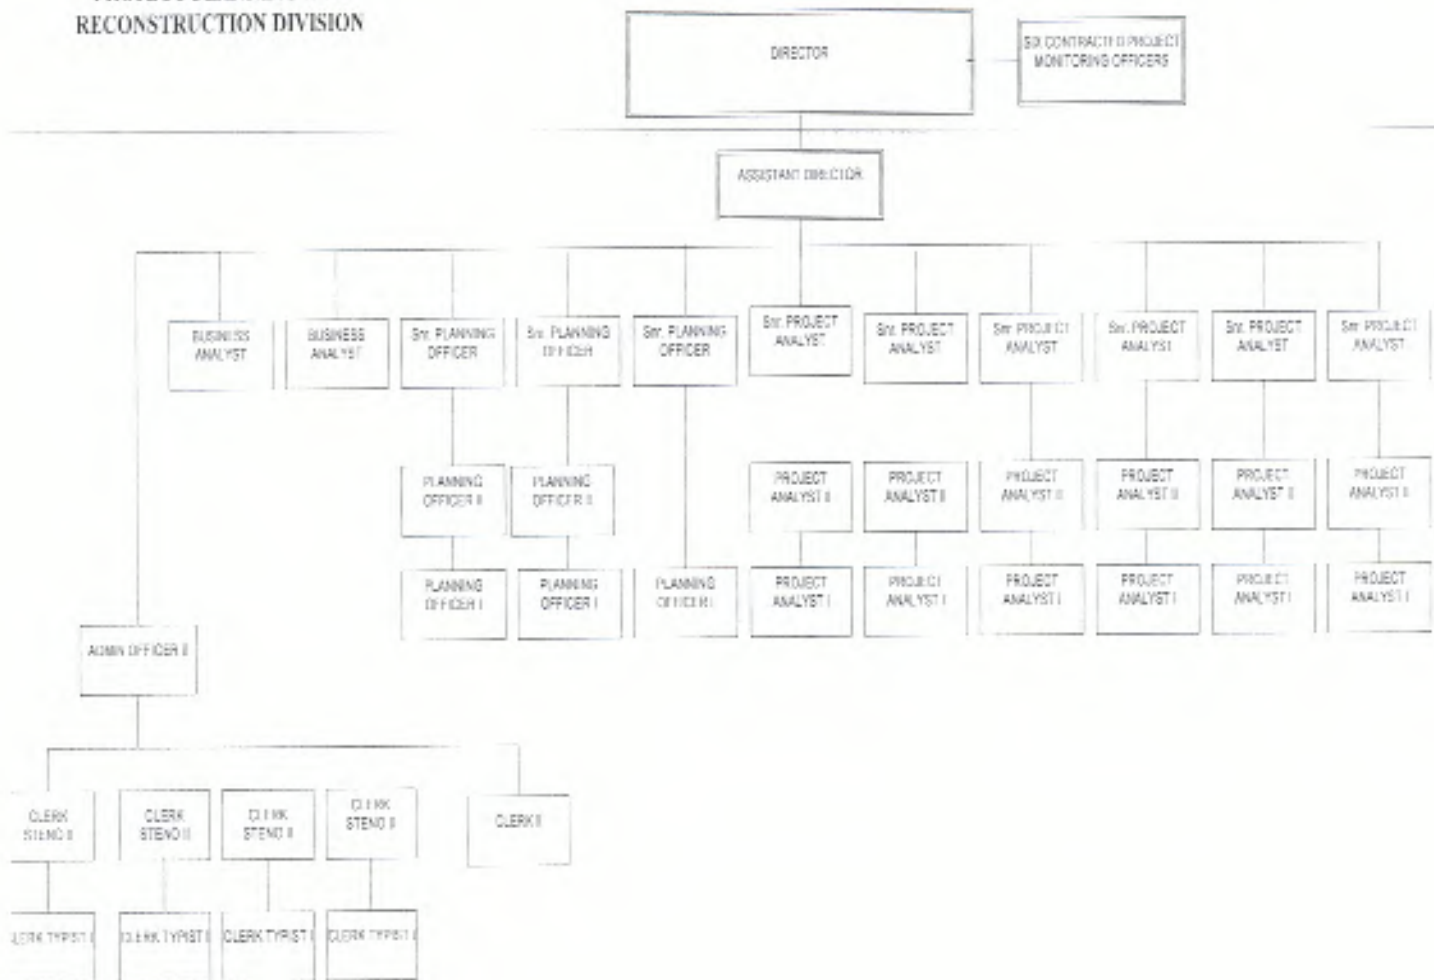 RECONSTRUCTION DIVISION
DIRECTOR
SIX CONTRACTED PROJECT
MONITORING OFFICERS
ASSISTANT DIRECTOR
BUSINESS
ANALYST
BUSINESS
ANALYST
Snr. PLANNING
OFFICER
Snr. PLANNING
OFFICER
Snr. PLANNING
OFFICER
Snr. PROJECT
ANALYST
Snr. PROJECT
ANALYST
Snr. PROJECT
ANALYST
Snr. PROJECT
ANALYST
Snr. PROJECT
ANALYST
Snr. PROJECT
ANALYST
PLANNING
OFFICER II
PLANNING
OFFICER II
PROJECT
ANALYST II
PROJECT
ANALYST II
PROJECT
ANALYST II
PROJECT
ANALYST II
PROJECT
ANALYST II
PROJECT
ANALYST II
PLANNING
OFFICER I
PLANNING
OFFICER I
PLANNING
OFFICER I
PROJECT
ANALYST I
PROJECT
ANALYST I
PROJECT
ANALYST I
PROJECT
ANALYST I
PROJECT
ANALYST I
PROJECT
ANALYST I
ADMIN OFFICER II
CLERK
STENO II
CLERK
STENO II
CLERK
STENO II
CLERK
STENO II
CLERK II
CLERK TYPIST I
CLERK TYPIST I
CLERK TYPIST I
CLERK TYPIST I